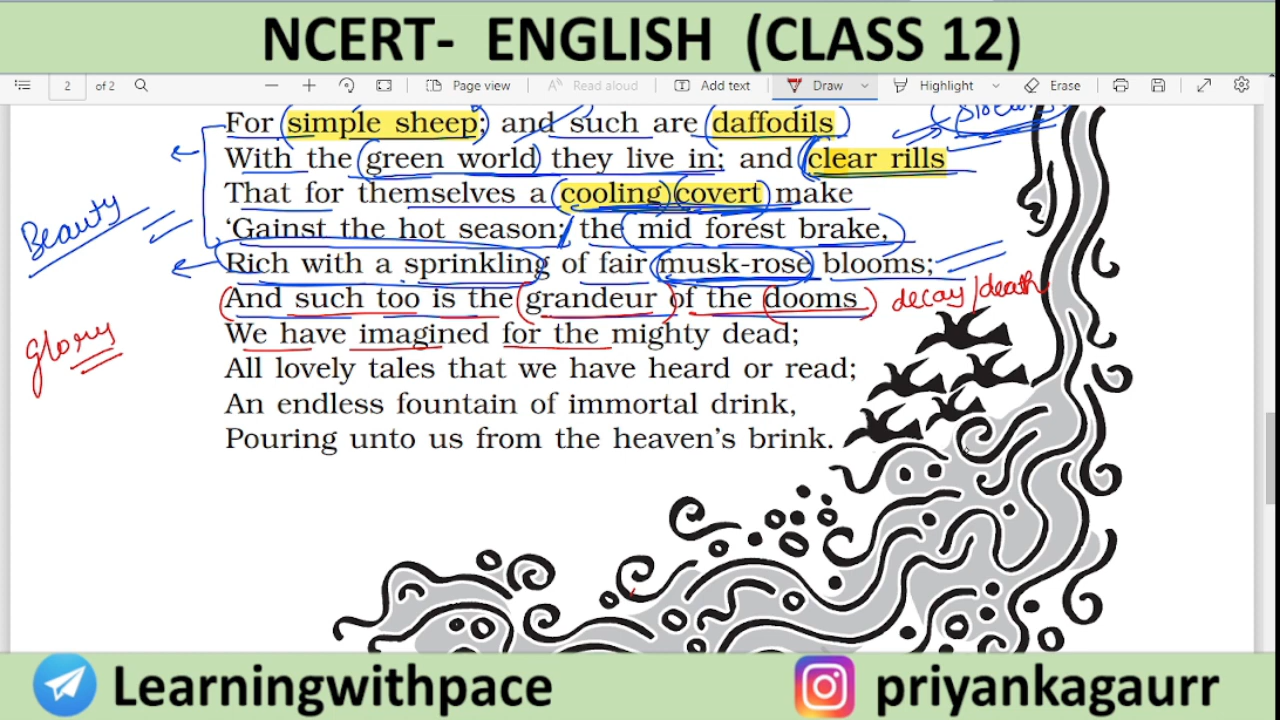 NCERT- ENGLISH (CLASS 12)
2 of 2 Page view Read aloud Add text Draw Highlight Erase
For simple sheep; and such are daffodils
With the green world they live in; and clear rills
That for themselves a cooling covert make
'Gainst the hot season; the mid forest brake,
Beauty
Rich with a sprinkling of fair musk-rose blooms;
And such too is the grandeur of the dooms decay/death
We have imagined for the mighty dead;
Glory
All lovely tales that we have heard or read;
An endless fountain of immortal drink,
Pouring unto us from the heaven's brink.
Learningwithpace priyankagaurr